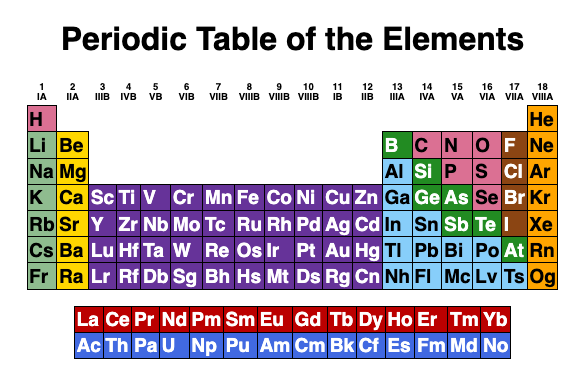 Periodic Table of the Elements
1 2 3 4 5 6 7 8 9 10 11 12 13 14 15 16 17 18
IA IIA IIIB IVB VB VIB VIIB VIIIB VIIIB VIIIB IB IIB IIIA IVA VA VIA VIIA VIIIA
H He
Li Be B C N O F Ne
Na Mg Al Si P S Cl Ar
K Ca Sc Ti V Cr Mn Fe Co Ni Cu Zn Ga Ge As Se Br Kr
Rb Sr Y Zr Nb Mo Tc Ru Rh Pd Ag Cd In Sn Sb Te I Xe
Cs Ba Lu Hf Ta W Re Os Ir Pt Au Hg Tl Pb Bi Po At Rn
Fr Ra Lr Rf Db Sg Bh Hs Mt Ds Rg Cn Nh Fl Mc Lv Ts Og
La Ce Pr Nd Pm Sm Eu Gd Tb Dy Ho Er Tm Yb
Ac Th Pa U Np Pu Am Cm Bk Cf Es Fm Md No